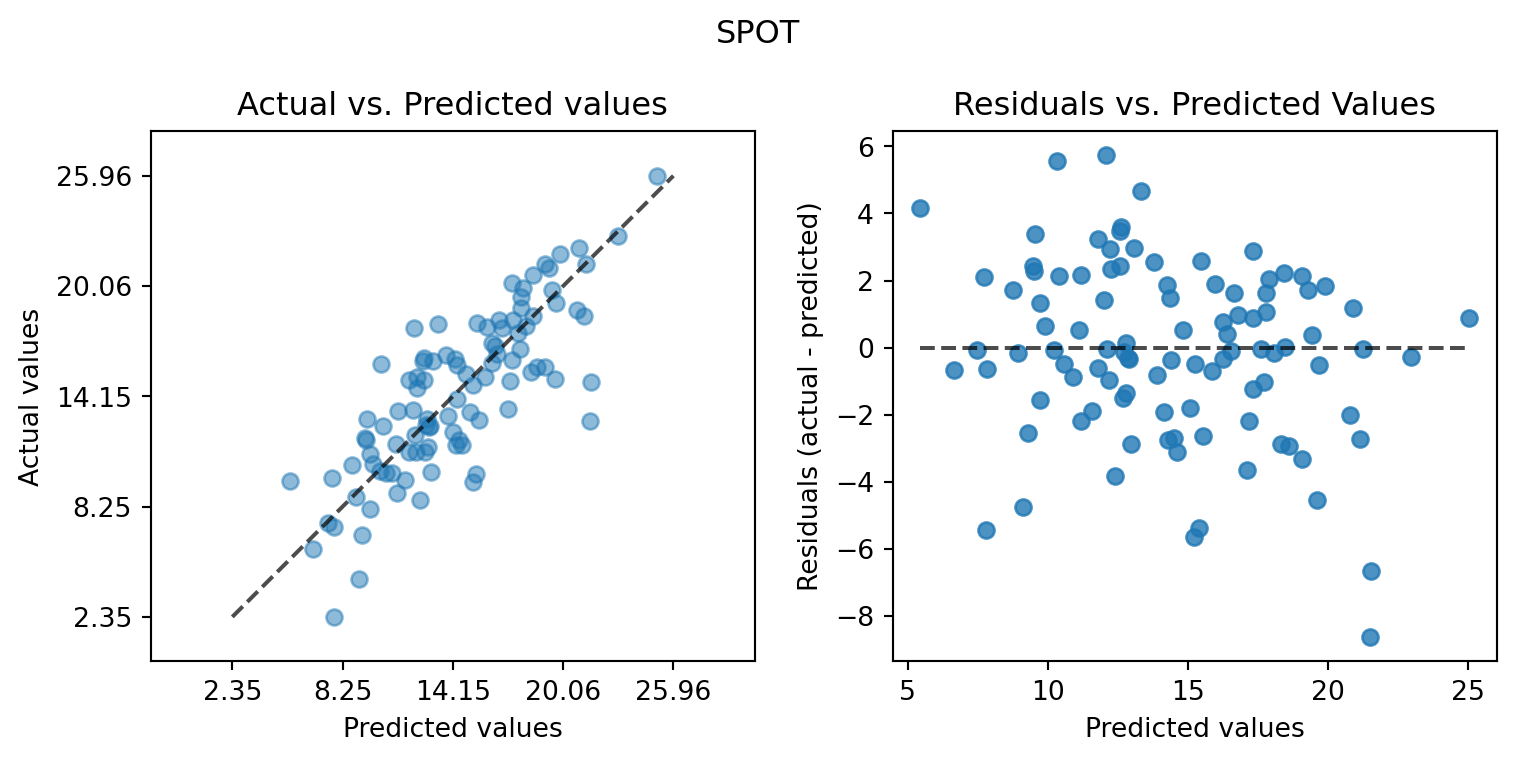 SPOT
Actual vs. Predicted values
25.96
20.06
14.15
8.25
2.35
Actual values
2.35 8.25 14.15 20.06 25.96
Predicted values
Residuals vs. Predicted Values
6
4
2
0
−2
−4
−6
−8
Residuals (actual - predicted)
5 10 15 20 25
Predicted values